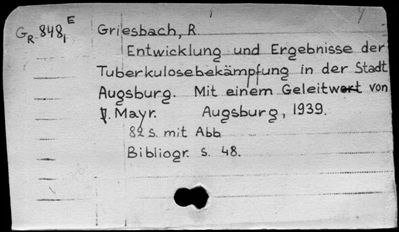 GR 848,E Griesbach, R.
Entwicklung und Ergebnisse der
Tuberkulosebekämpfung in der Stadt
Augsburg. Mit einem Geleitwort von
Mayr. Augsburg, 1939.
82 S. mit Abb
Bibliogr. s. 48.